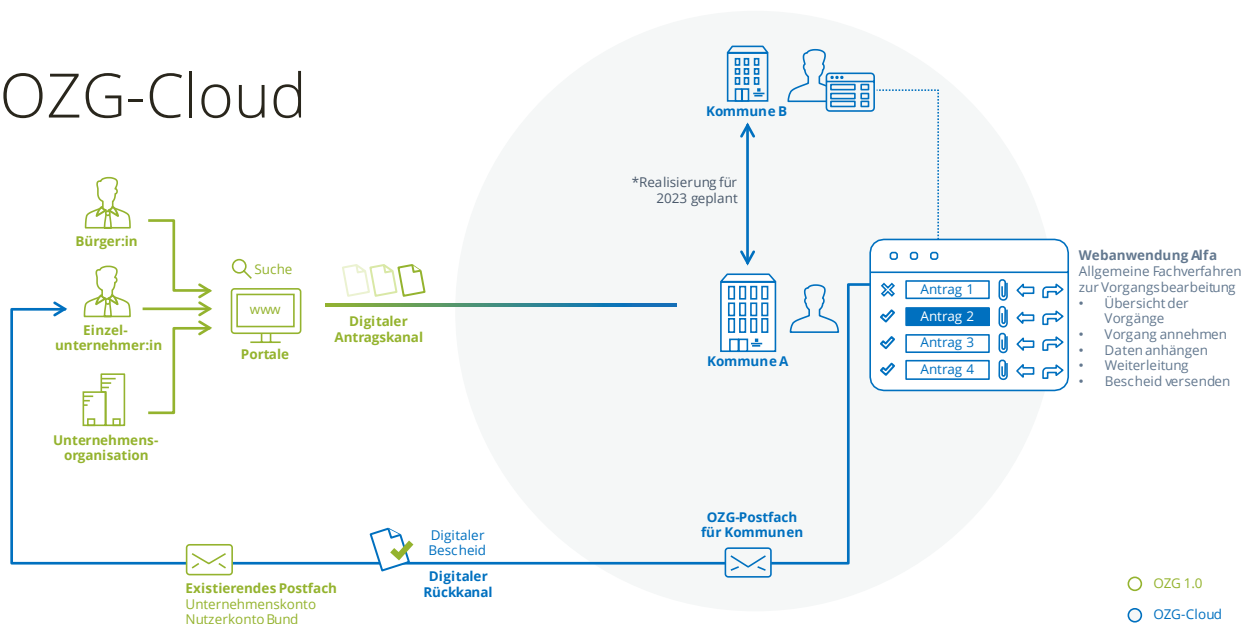 OZG-Cloud
Kommune B
*Realisierung für
2023 geplant
Bürger:in
Suche
www
Portale
Einzel-
unternehmer:in
Unternehmens-
organisation
Digitaler
Antragskanal
Kommune A
Antrag 1
Antrag 2
Antrag 3
Antrag 4
Webanwendung Alfa
Allgemeine Fachverfahren
zur Vorgangsbearbeitung
• Übersicht der
Vorgänge
• Vorgang annehmen
• Daten anhängen
• Weiterleitung
• Bescheid versenden
OZG-Postfach
für Kommunen
Digitaler
Bescheid
Digitaler
Rückkanal
Existierendes Postfach
Unternehmenskonto
Nutzerkonto Bund
OZG 1.0
OZG-Cloud